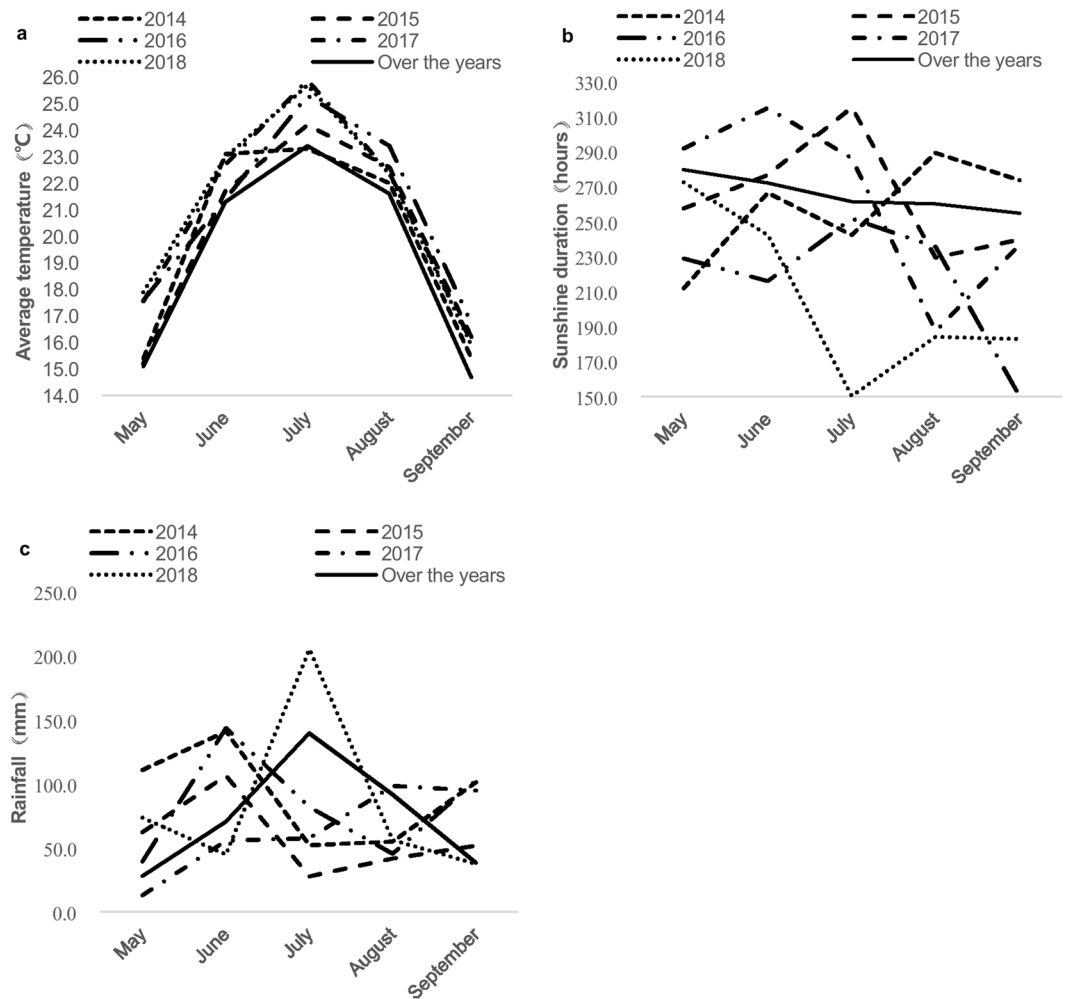 a
2014 2015
2016 2017
2018 Over the years
26.0
25.0
24.0
23.0
22.0
21.0
20.0
19.0
18.0
17.0
16.0
15.0
14.0
Average temperature（℃）
May June July August September
b
2014 2015
2016 2017
2018 Over the years
330.0
310.0
290.0
270.0
250.0
230.0
210.0
190.0
170.0
150.0
Sunshine duration（hours）
May June July August September
c
2014 2015
2016 2017
2018 Over the years
250.0
200.0
150.0
100.0
50.0
0.0
Rainfall（mm）
May June July August September